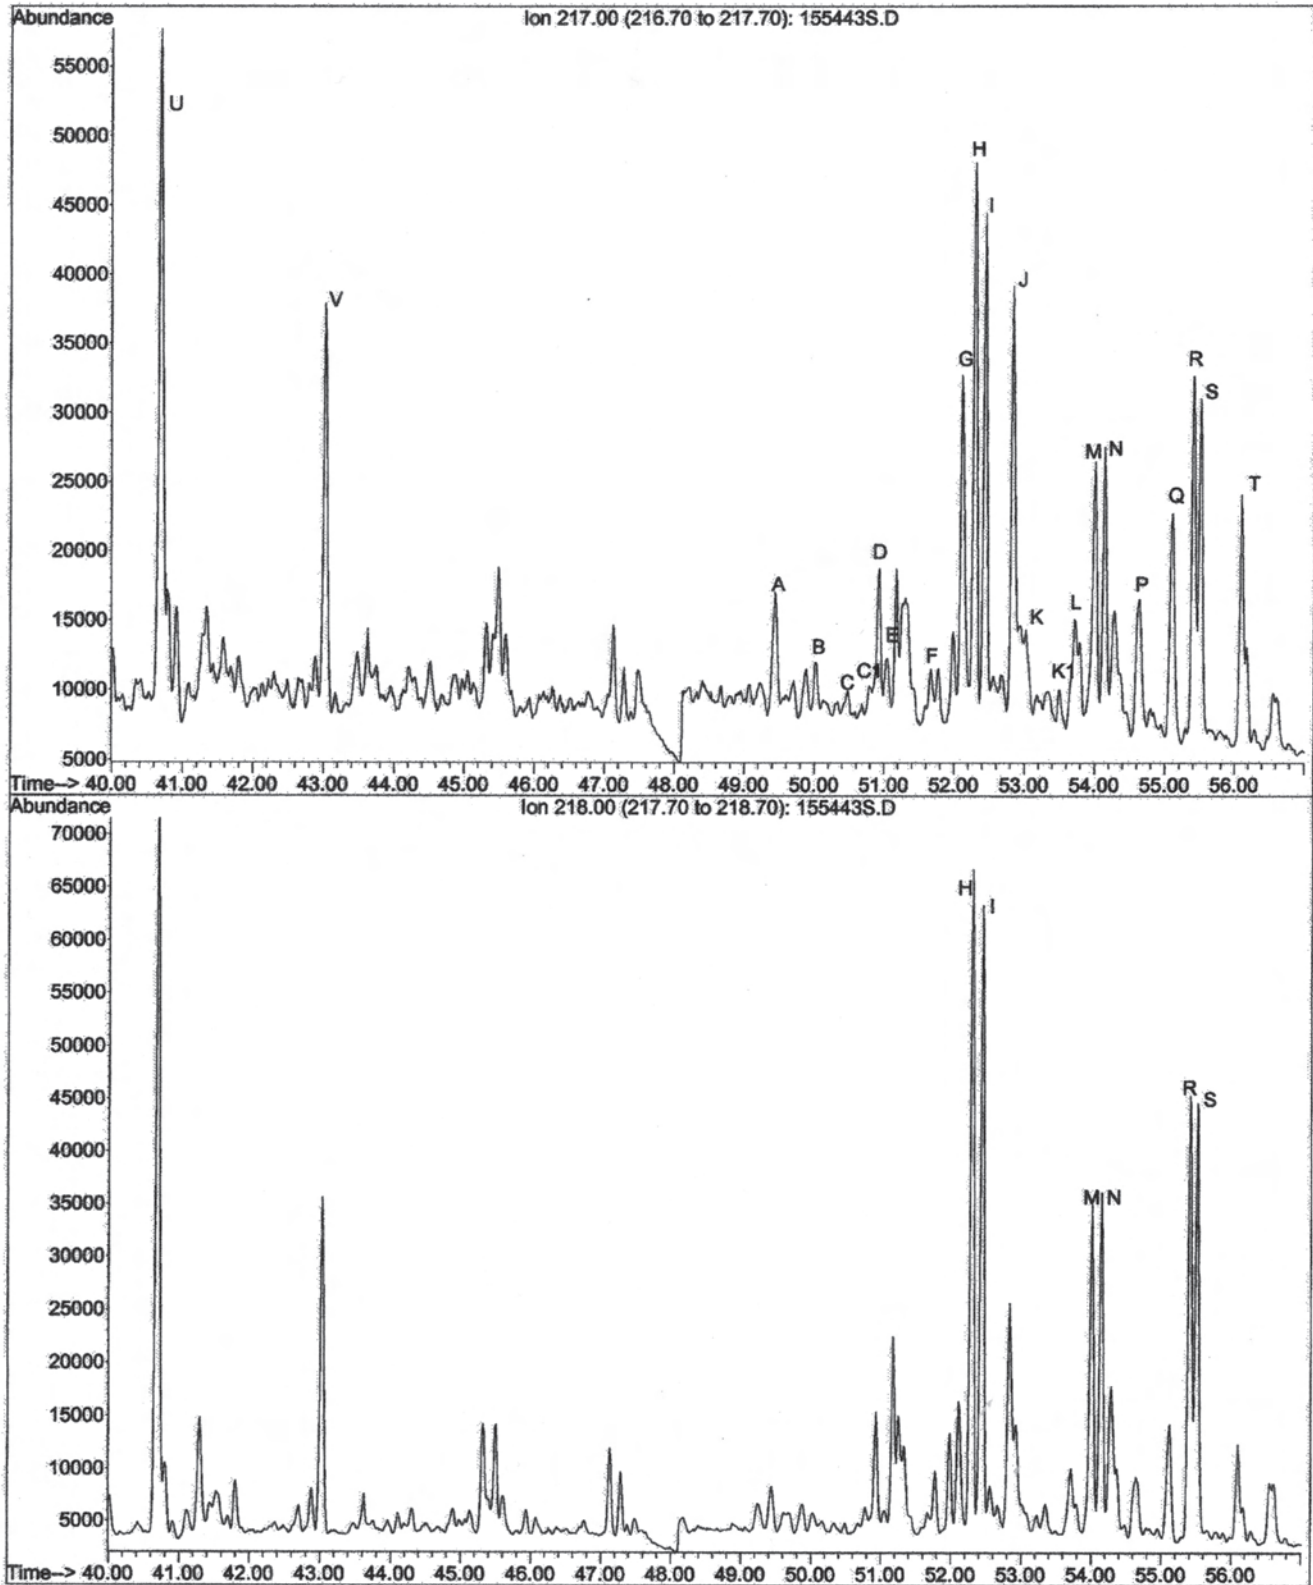 Abundance
Ion 217.00 (216.70 to 217.70): 155443S.D
55000
U
50000
H
45000
I
40000
V
J
35000
G
R
S
30000
M N
25000
T
Q
20000
D
A
P
15000
L
E
B
K
F
C1
K1
C
10000
5000
Time--> 40.00 41.00 42.00 43.00 44.00 45.00 46.00 47.00 48.00 49.00 50.00 51.00 52.00 53.00 54.00 55.00 56.00
Abundance
Ion 218.00 (217.70 to 218.70): 155443S.D
70000
65000
H
I
60000
55000
50000
45000
R
S
40000
35000
M N
30000
25000
20000
15000
10000
5000
Time--> 40.00 41.00 42.00 43.00 44.00 45.00 46.00 47.00 48.00 49.00 50.00 51.00 52.00 53.00 54.00 55.00 56.00